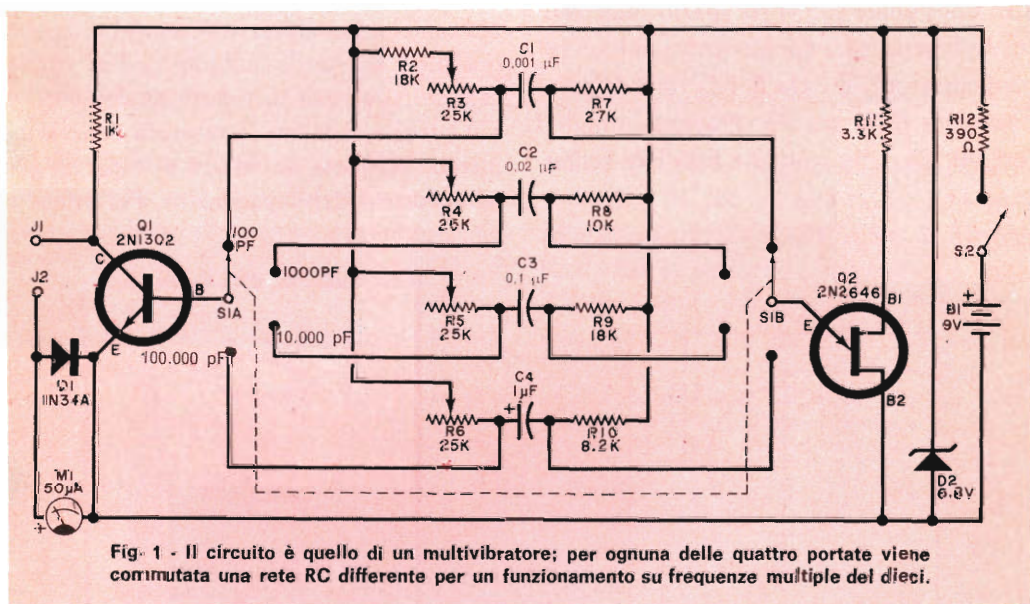 R1
1K
R2
18K
C1
0,001 µF
R3
25K
R7
27K
R11
3.3K
R12
390
Ω
C2
0,02 µF
R4
25K
R8
10K
J1
Q1
2N1302
C
B
E
J2
100
PF
S1A
1000PF
C3
0,1 µF
R5
25K
R9
18K
10.000 pF
100.000 pF
S1B
Q2
2N2646
B1
E
B2
S2
+
B1
9V
D1
1N34A
C4
1µF
+
R6
25K
R10
8.2K
M1
50µA
+
D2
6.8V
Fig. 1 - Il circuito è quello di un multivibratore; per ognuna delle quattro portate viene
commutata una rete RC differente per un funzionamento su frequenze multiple del dieci.